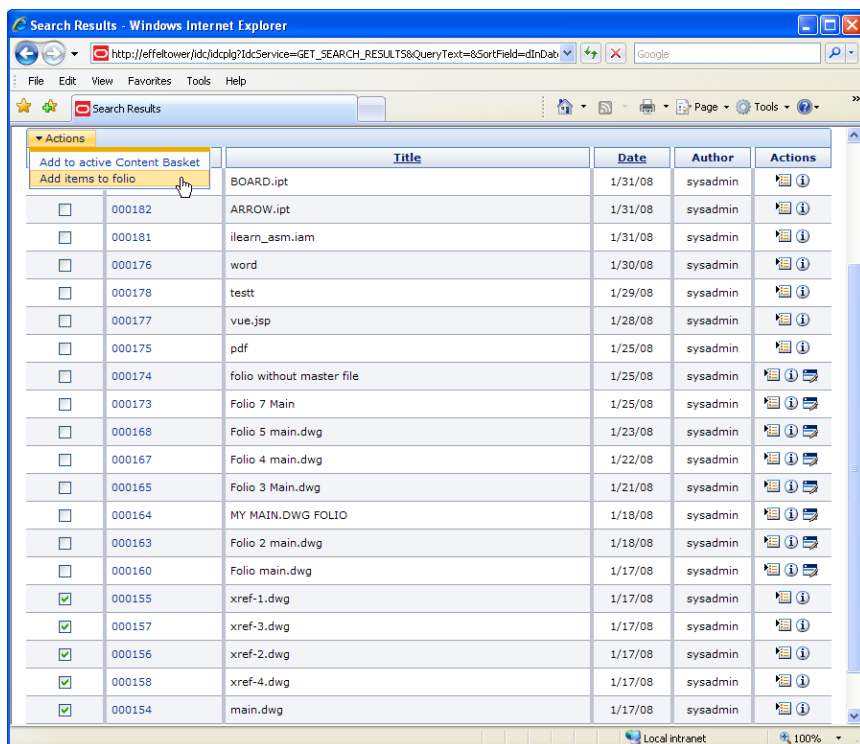 Search Results - Windows Internet Explorer
http://effeltower/idc/idcplg?IdcService=GET_SEARCH_RESULTS&QueryText=&SortField=dInDate
Google
File Edit View Favorites Tools Help
Search Results
Page Tools
Actions
Add to active Content Basket
Add items to folio
Title Date Author Actions
BOARD.ipt 1/31/08 sysadmin
000182 ARROW.ipt 1/31/08 sysadmin
000181 ilearn_asm.iam 1/31/08 sysadmin
000176 word 1/30/08 sysadmin
000178 testt 1/29/08 sysadmin
000177 vue.jsp 1/28/08 sysadmin
000175 pdf 1/25/08 sysadmin
000174 folio without master file 1/25/08 sysadmin
000173 Folio 7 Main 1/25/08 sysadmin
000168 Folio 5 main.dwg 1/23/08 sysadmin
000167 Folio 4 main.dwg 1/22/08 sysadmin
000165 Folio 3 Main.dwg 1/21/08 sysadmin
000164 MY MAIN.DWG FOLIO 1/18/08 sysadmin
000163 Folio 2 main.dwg 1/18/08 sysadmin
000160 Folio main.dwg 1/17/08 sysadmin
000155 xref-1.dwg 1/17/08 sysadmin
000157 xref-3.dwg 1/17/08 sysadmin
000156 xref-2.dwg 1/17/08 sysadmin
000158 xref-4.dwg 1/17/08 sysadmin
000154 main.dwg 1/17/08 sysadmin
Local intranet 100%